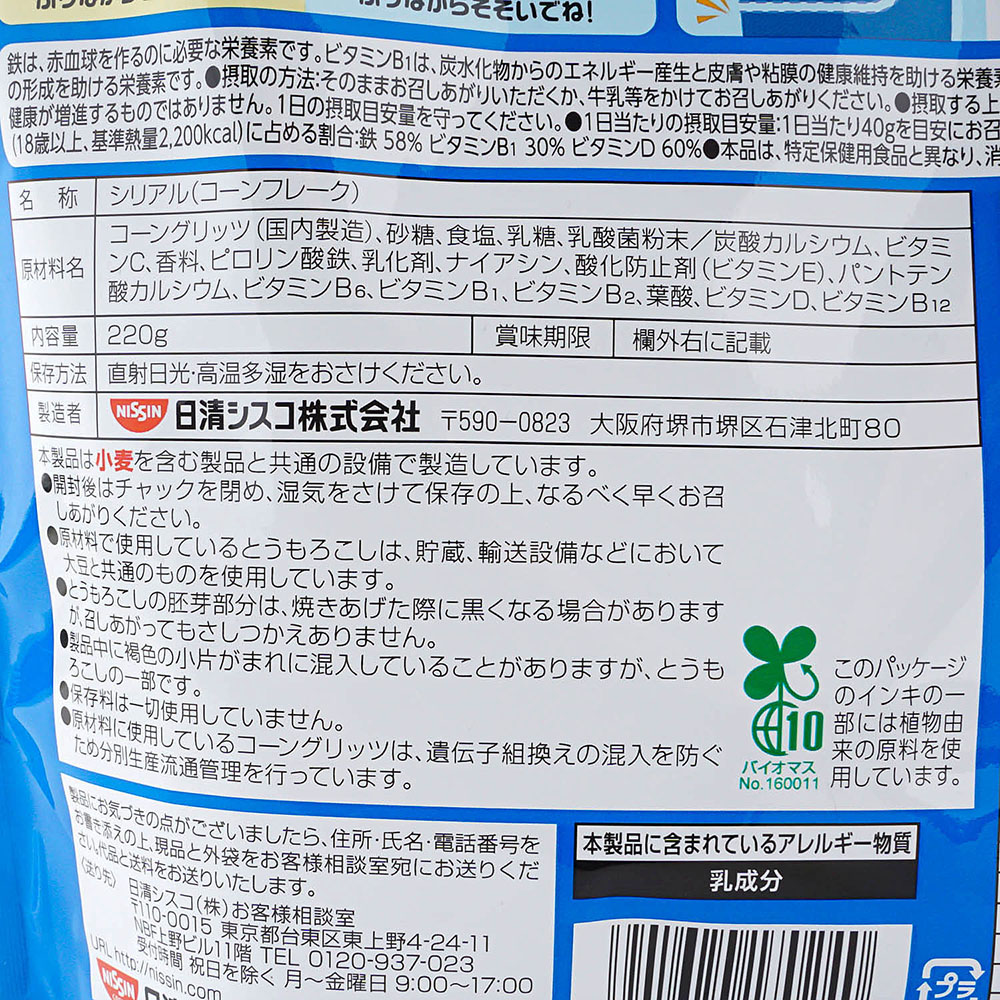 ふりながらそそいでね!
鉄は、赤血球を作るのに必要な栄養素です。ビタミンB1は、炭水化物からのエネルギー産生と皮膚や粘膜の健康維持を助ける栄養
の形成を助ける栄養素です。●摂取の方法:そのままお召しあがりいただくか、牛乳等をかけてお召しあがりください。●摂取する上
健康が増進するものではありません。1日の摂取目安量を守ってください。●1日当たりの摂取目安量:1日当たり40gを目安にお召
(18歳以上、基準熱量2,200kcal)に占める割合:鉄 58% ビタミンB1 30% ビタミンD 60%●本品は、特定保健用食品と異なり、消
名 称 シリアル(コーンフレーク)
原材料名 コーングリッツ(国内製造)、砂糖、食塩、乳糖、乳酸菌粉末/炭酸カルシウム、ビタミ
ンC、香料、ピロリン酸鉄、乳化剤、ナイアシン、酸化防止剤(ビタミンE)、パントテン
酸カルシウム、ビタミンB6、ビタミンB1、ビタミンB2、葉酸、ビタミンD、ビタミンB12
内容量 220g 賞味期限 欄外右に記載
保存方法 直射日光・高温多湿をおさけください。
製造者 NISSIN 日清シスコ株式会社 〒590-0823 大阪府堺市堺区石津北町80
本製品は小麦を含む製品と共通の設備で製造しています。
●開封後はチャックを閉め、湿気をさけて保存の上、なるべく早くお召
しあがりください。
●原材料で使用しているとうもろこしは、貯蔵、輸送設備などにおいて
大豆と共通のものを使用しています。
●とうもろこしの胚芽部分は、焼きあげた際に黒くなる場合があります
が、召しあがってもさしつかえありません。
●製品中に褐色の小片がまれに混入していることがありますが、とうも
ろこしの一部です。
●保存料は一切使用していません。
●原材料に使用しているコーングリッツは、遺伝子組換えの混入を防ぐ
ため分別生産流通管理を行っています。
10
バイオマス
No.160011
このパッケージ
のインキの一
部には植物由
来の原料を使
用しています。
製品にお気づきの点がございましたら、住所・氏名・電話番号を
お書き添えの上、現品と外袋をお客様相談室宛にお送りくだ
さい。代品と送料をお送りいたします。
〈送り先〉 日清シスコ(株)お客様相談室
〒110-0015 東京都台東区東上野4-24-11
NBF上野ビル11階 TEL 0120-937-023
受付時間 祝日を除く 月～金曜日 9:00～17:00
URL http://nissin.com
NISSIN 日清シスコ
本製品に含まれているアレルギー物質
乳成分
プラ